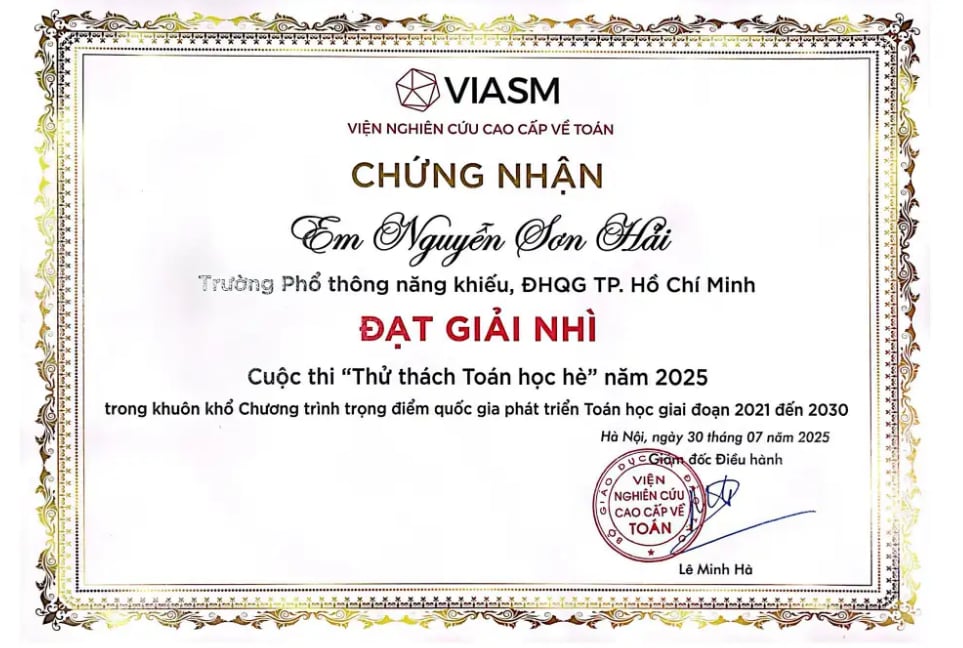 VIASM
VIỆN NGHIÊN CỨU CAO CẤP VỀ TOÁN
CHỨNG NHẬN
Em Nguyễn Sơn Hải
Trường Phổ thông năng khiếu, ĐHQG TP. Hồ Chí Minh
ĐẠT GIẢI NHÌ
Cuộc thi “Thử thách Toán học hè” năm 2025
trong khuôn khổ Chương trình trọng điểm quốc gia phát triển Toán học giai đoạn 2021 đến 2030
Hà Nội, ngày 30 tháng 07 năm 2025
Giám đốc Điều hành
BỘ GIÁO DỤC
VIỆN
NGHIÊN CỨU
CAO CẤP VỀ
TOÁN
Lê Minh Hà